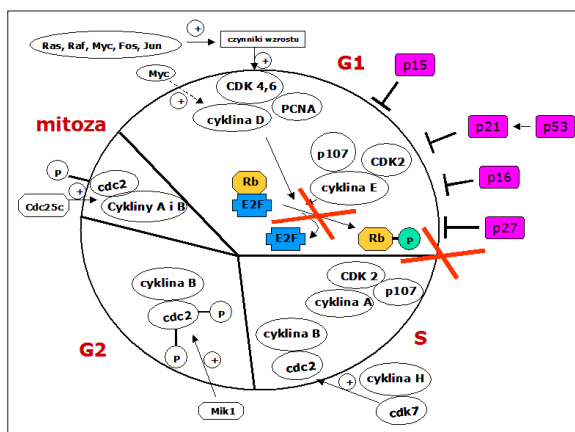 Ras, Raf, Myc, Fos, Jun
+
czynniki wzrostu
+
G1
Myc
+
CDK 4,6
PCNA
cyklina D
p15
p21
p53
mitoza
p107
CDK2
cyklina E
p16
P
cdc2
+
Cdc25c
Cykliny A i B
Rb
E2F
E2F
Rb
P
p27
CDK 2
cyklina A
p107
cyklina B
cdc2
P
P
cyklina B
cdc2
G2
S
+
Mik1
+
cyklina H
cdk7